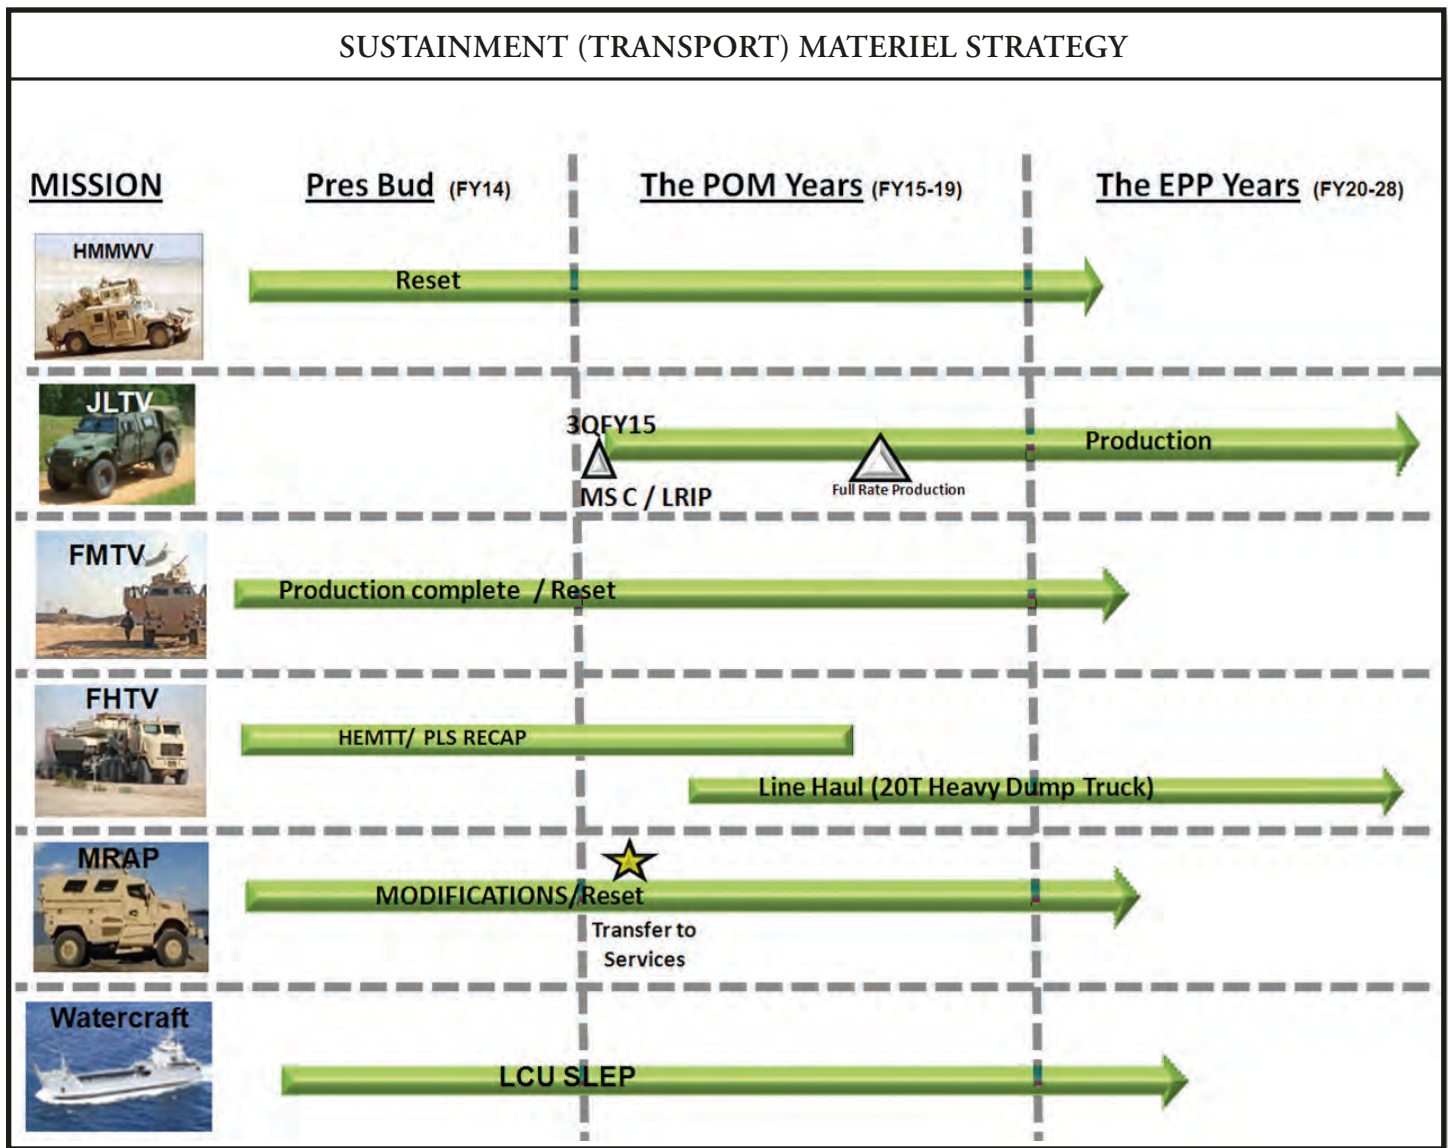 SUSTAINMENT (TRANSPORT) MATERIEL STRATEGY
MISSION
Pres Bud (FY14)
The POM Years (FY15-19)
The EPP Years (FY20-28)
HMMWV
Reset
JLTV
3QFY15
Production
Full Rate Production
MS C / LRIP
FMTV
Production complete / Reset
FHTV
HEMTT/ PLS RECAP
Line Haul (20T Heavy Dump Truck)
MRAP
MODIFICATIONS/Reset
Transfer to
Services
Watercraft
LCU SLEP